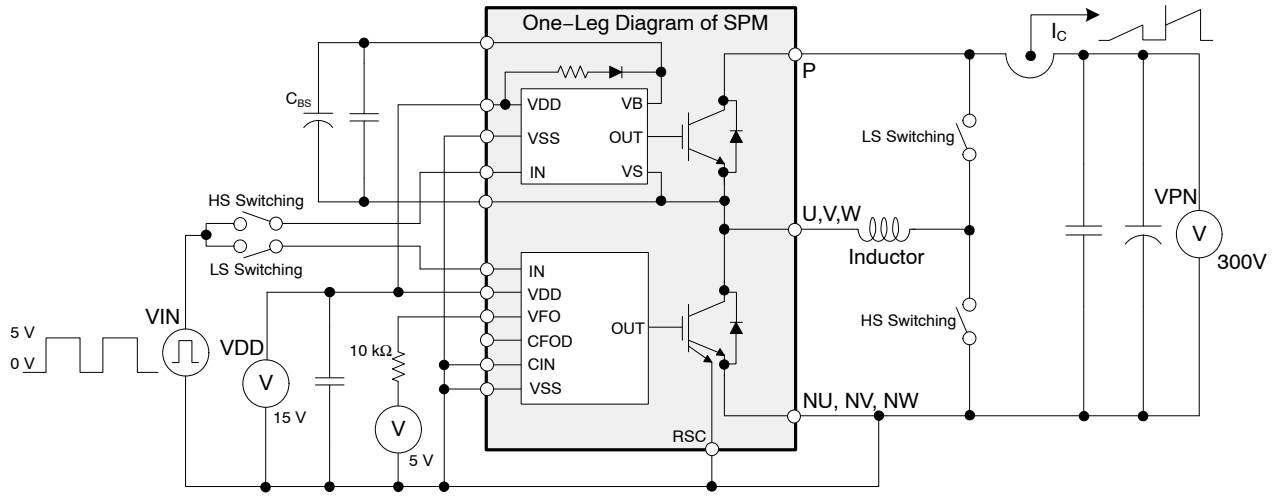 One−Leg Diagram of SPM
I_C
P
C_BS
VDD
VB
VSS
OUT
IN
VS
LS Switching
HS Switching
LS Switching
U,V,W
VPN
V
300V
Inductor
IN
VDD
VFO
CFOD
CIN
VSS
OUT
HS Switching
VIN
5 V
0 V
VDD
V
15 V
10 kΩ
V
5 V
NU, NV, NW
RSC